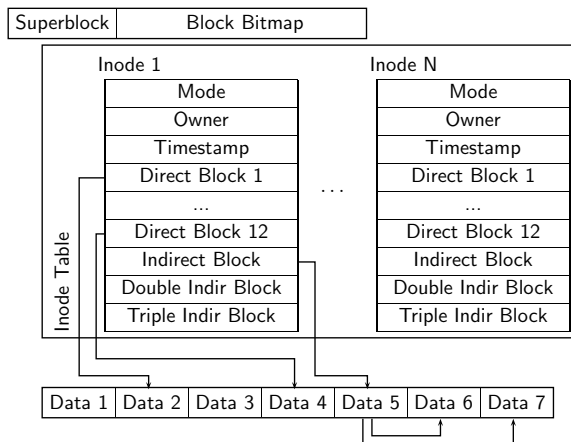 Superblock Block Bitmap
Inode 1 Inode N
Mode Mode
Owner Owner
Timestamp Timestamp
Direct Block 1 Direct Block 1
...
... ...
Direct Block 12 Direct Block 12
Indirect Block Indirect Block
Double Indir Block Double Indir Block
Triple Indir Block Triple Indir Block
Inode Table
Data 1 Data 2 Data 3 Data 4 Data 5 Data 6 Data 7